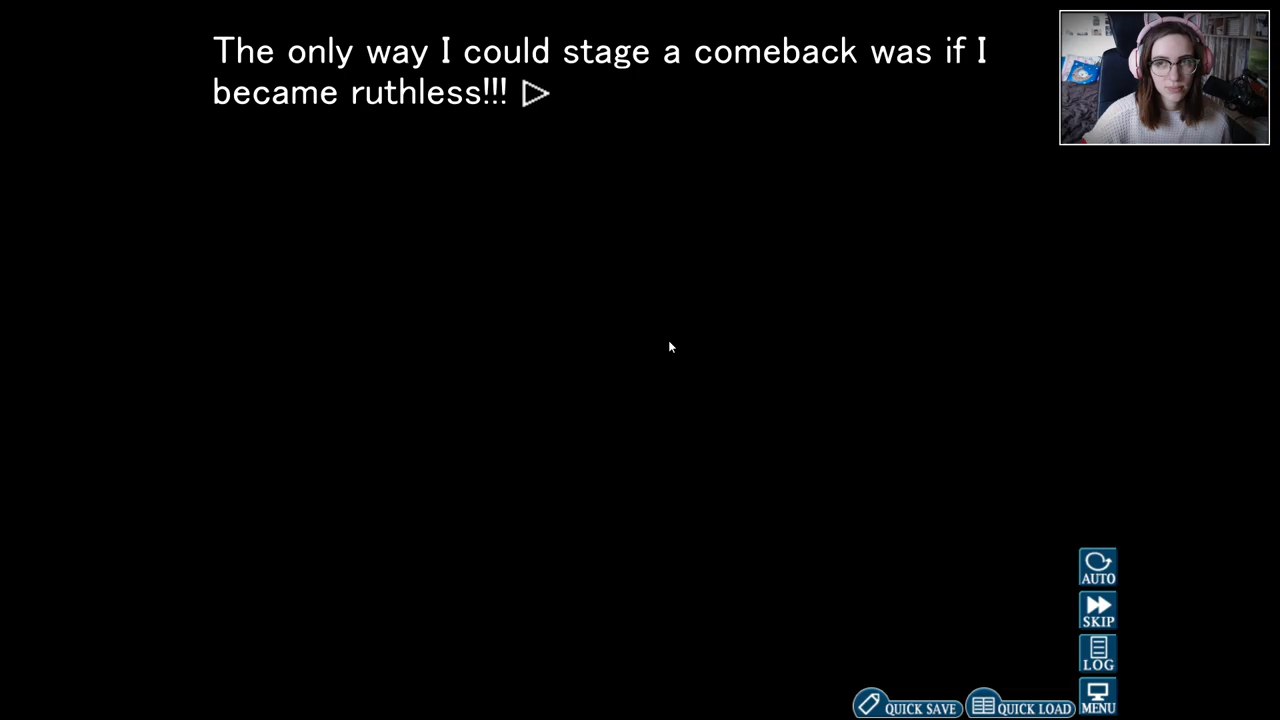 The only way I could stage a comeback was if I
became ruthless!!!
AUTO
SKIP
LOG
MENU
QUICK SAVE
QUICK LOAD